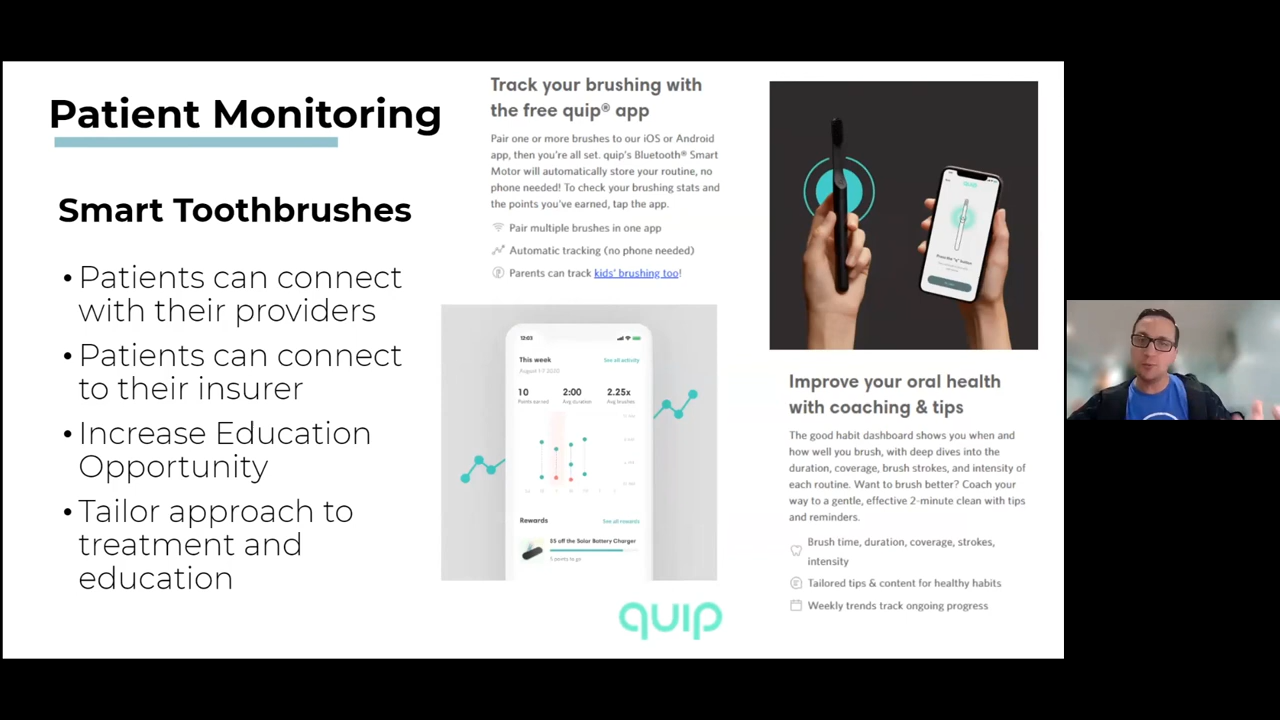 Patient Monitoring
Smart Toothbrushes
• Patients can connect
with their providers
• Patients can connect
to their insurer
• Increase Education
Opportunity
• Tailor approach to
treatment and
education
Track your brushing with
the free quip® app
Pair one or more brushes to our iOS or Android
app, then you're all set. quip's Bluetooth® Smart
Motor will automatically store your routine, no
phone needed! To check your brushing stats and
the points you've earned, tap the app.
Pair multiple brushes in one app
Automatic tracking (no phone needed)
Parents can track kids' brushing too!
12:03
This week
See all activity
10
2:00
2.25x
Points earned
Avg duration
Avg brushes
Rewards
See all rewards
$5 off the Solar Battery Charger
quip
quip
Improve your oral health
with coaching & tips
The good habit dashboard shows you when and
how well you brush, with deep dives into the
duration, coverage, brush strokes, and intensity of
each routine. Want to brush better? Coach your
way to a gentle, effective 2-minute clean with tips
and reminders.
Brush time, duration, coverage, strokes,
intensity
Tailored tips & content for healthy habits
Weekly trends track ongoing progress